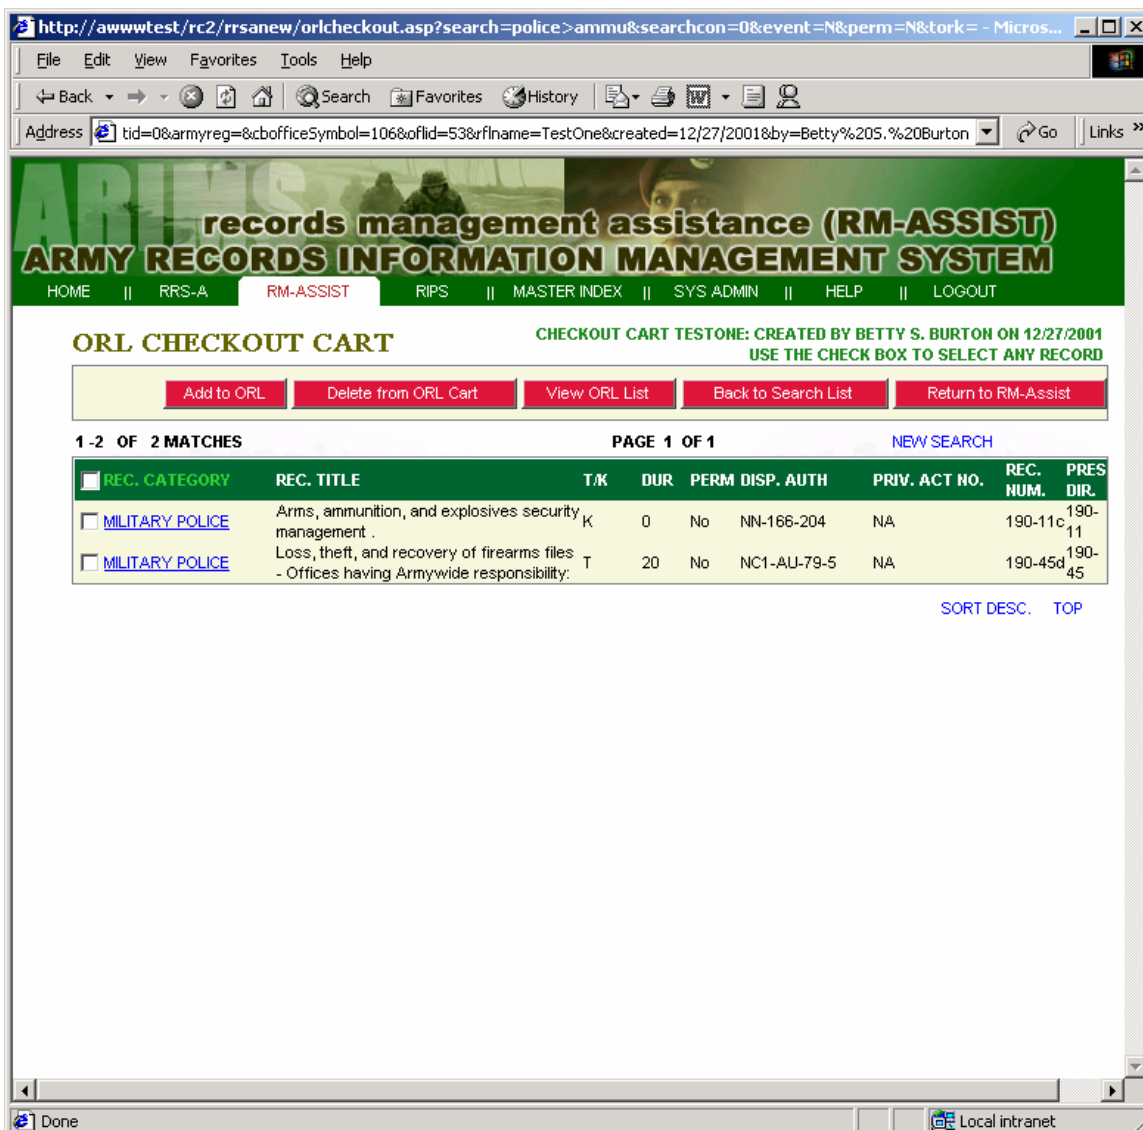 http://awwwtest/rc2/rrsanew/orlcheckout.asp?search=police>ammu&searchcon=0&event=N&perm=N&tork= - Micros...
File Edit View Favorites Tools Help
Back Search Favorites History
Address tid=0&armyreg=&cbofficeSymbol=106&oflid=53&rflname=TestOne&created=12/27/2001&by=Betty%20S.%20Burton Go Links »
ARIMS
records management assistance (RM-ASSIST)
ARMY RECORDS INFORMATION MANAGEMENT SYSTEM
HOME || RRS-A RM-ASSIST RIPS || MASTER INDEX || SYS ADMIN || HELP || LOGOUT
ORL CHECKOUT CART
CHECKOUT CART TESTONE: CREATED BY BETTY S. BURTON ON 12/27/2001
USE THE CHECK BOX TO SELECT ANY RECORD
Add to ORL Delete from ORL Cart View ORL List Back to Search List Return to RM-Assist
1 -2 OF 2 MATCHES PAGE 1 OF 1 NEW SEARCH
REC. CATEGORY REC. TITLE T/K DUR PERM DISP. AUTH PRIV. ACT NO. REC. NUM. PRES DIR.
MILITARY POLICE Arms, ammunition, and explosives security management . K 0 No NN-166-204 NA 190-11c 190-11
MILITARY POLICE Loss, theft, and recovery of firearms files - Offices having Armywide responsibility: T 20 No NC1-AU-79-5 NA 190-45d 190-45
SORT DESC. TOP
Done Local intranet